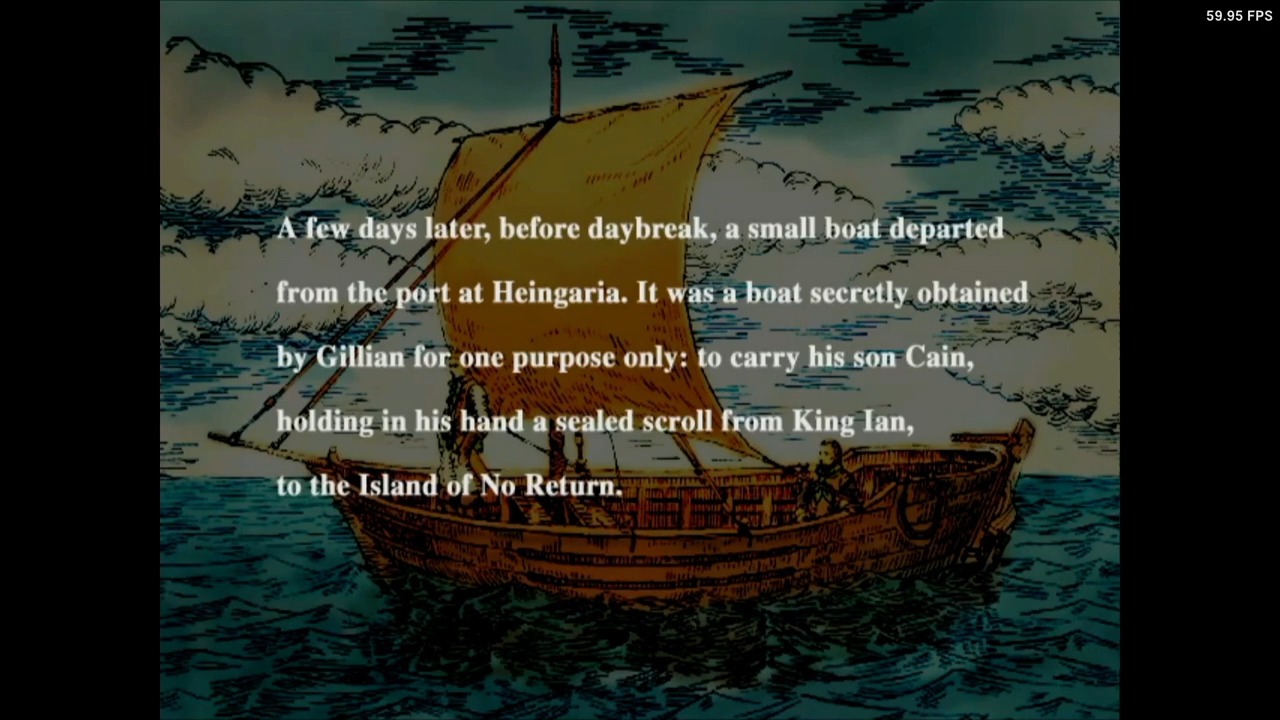 59.95 FPS
A few days later, before daybreak, a small boat departed
from the port at Heingaria. It was a boat secretly obtained
by Gillian for one purpose only: to carry his son Cain,
holding in his hand a sealed scroll from King Ian,
to the Island of No Return.